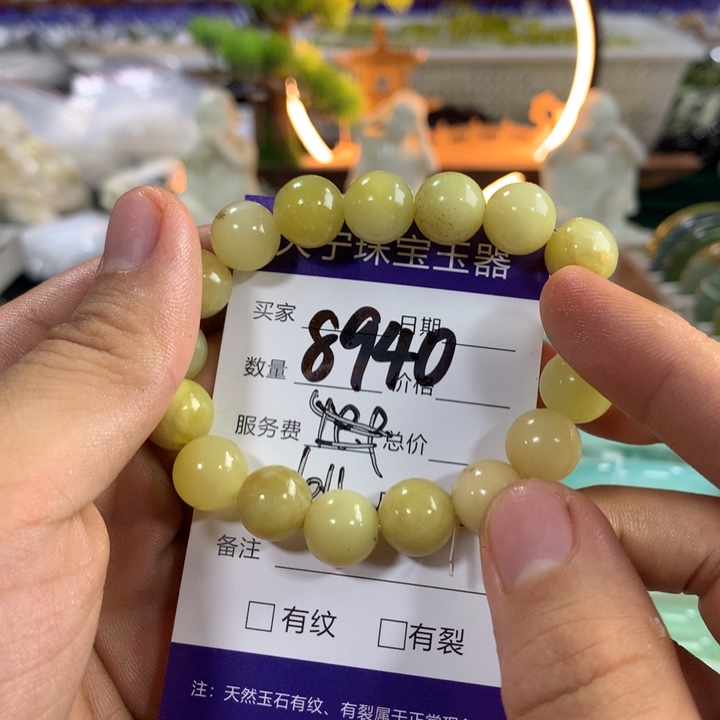 宁珠宝玉器
买家 8940 日期
数量 价格
服务费 总价
备注
□ 有纹 □ 有裂
注：天然玉石有纹、有裂属于正常现